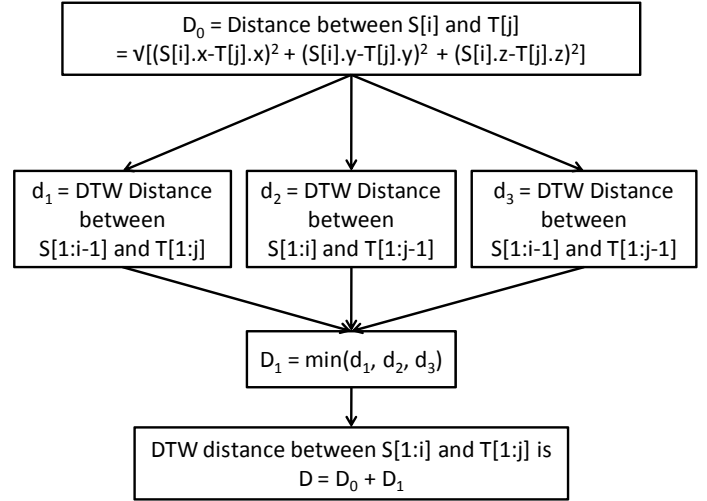 D₀ = Distance between S[i] and T[j]
= √[(S[i].x-T[j].x)² + (S[i].y-T[j].y)² + (S[i].z-T[j].z)²]
d₁ = DTW Distance
between
S[1:i-1] and T[1:j]
d₂ = DTW Distance
between
S[1:i] and T[1:j-1]
d₃ = DTW Distance
between
S[1:i-1] and T[1:j-1]
D₁ = min(d₁, d₂, d₃)
DTW distance between S[1:i] and T[1:j] is
D = D₀ + D₁